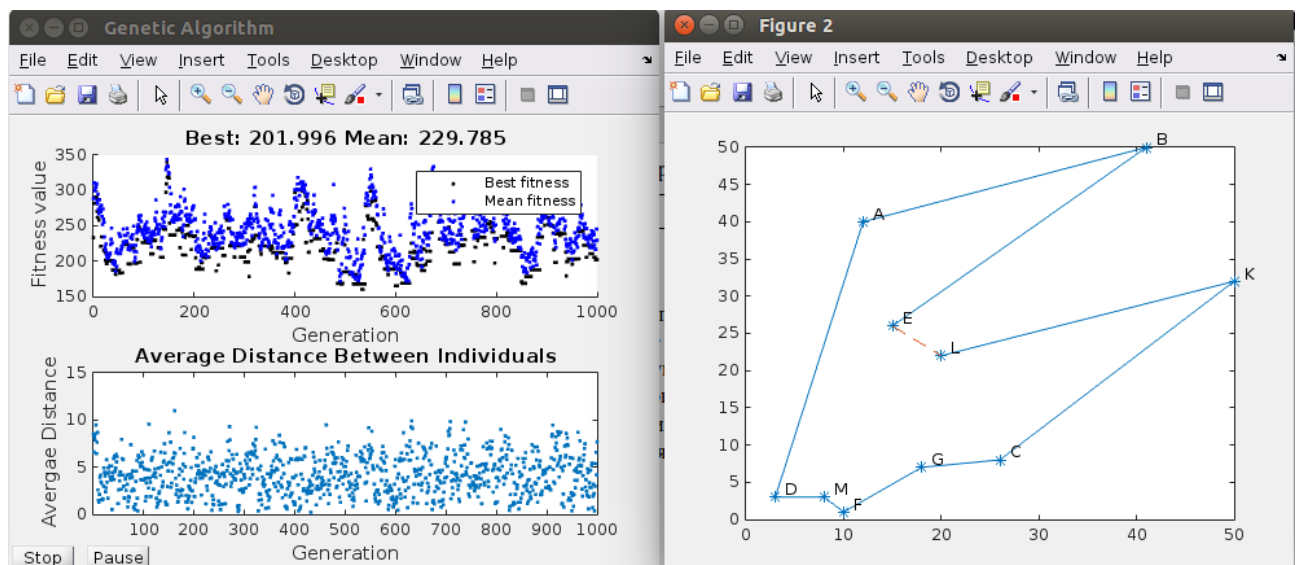 Genetic Algorithm
File Edit View Insert Tools Desktop Window Help
Best: 201.996 Mean: 229.785
Fitness value
350
300
250
200
150
Best fitness
Mean fitness
0 200 400 600 800 1000
Generation
Average Distance Between Individuals
Avergae Distance
15
10
5
0
100 200 300 400 500 600 700 800 900 1000
Generation
Stop Pause
Figure 2
File Edit View Insert Tools Desktop Window Help
50
45
40
35
30
25
20
15
10
5
0
0 10 20 30 40 50
B
A
K
E
L
C
G
D M
F